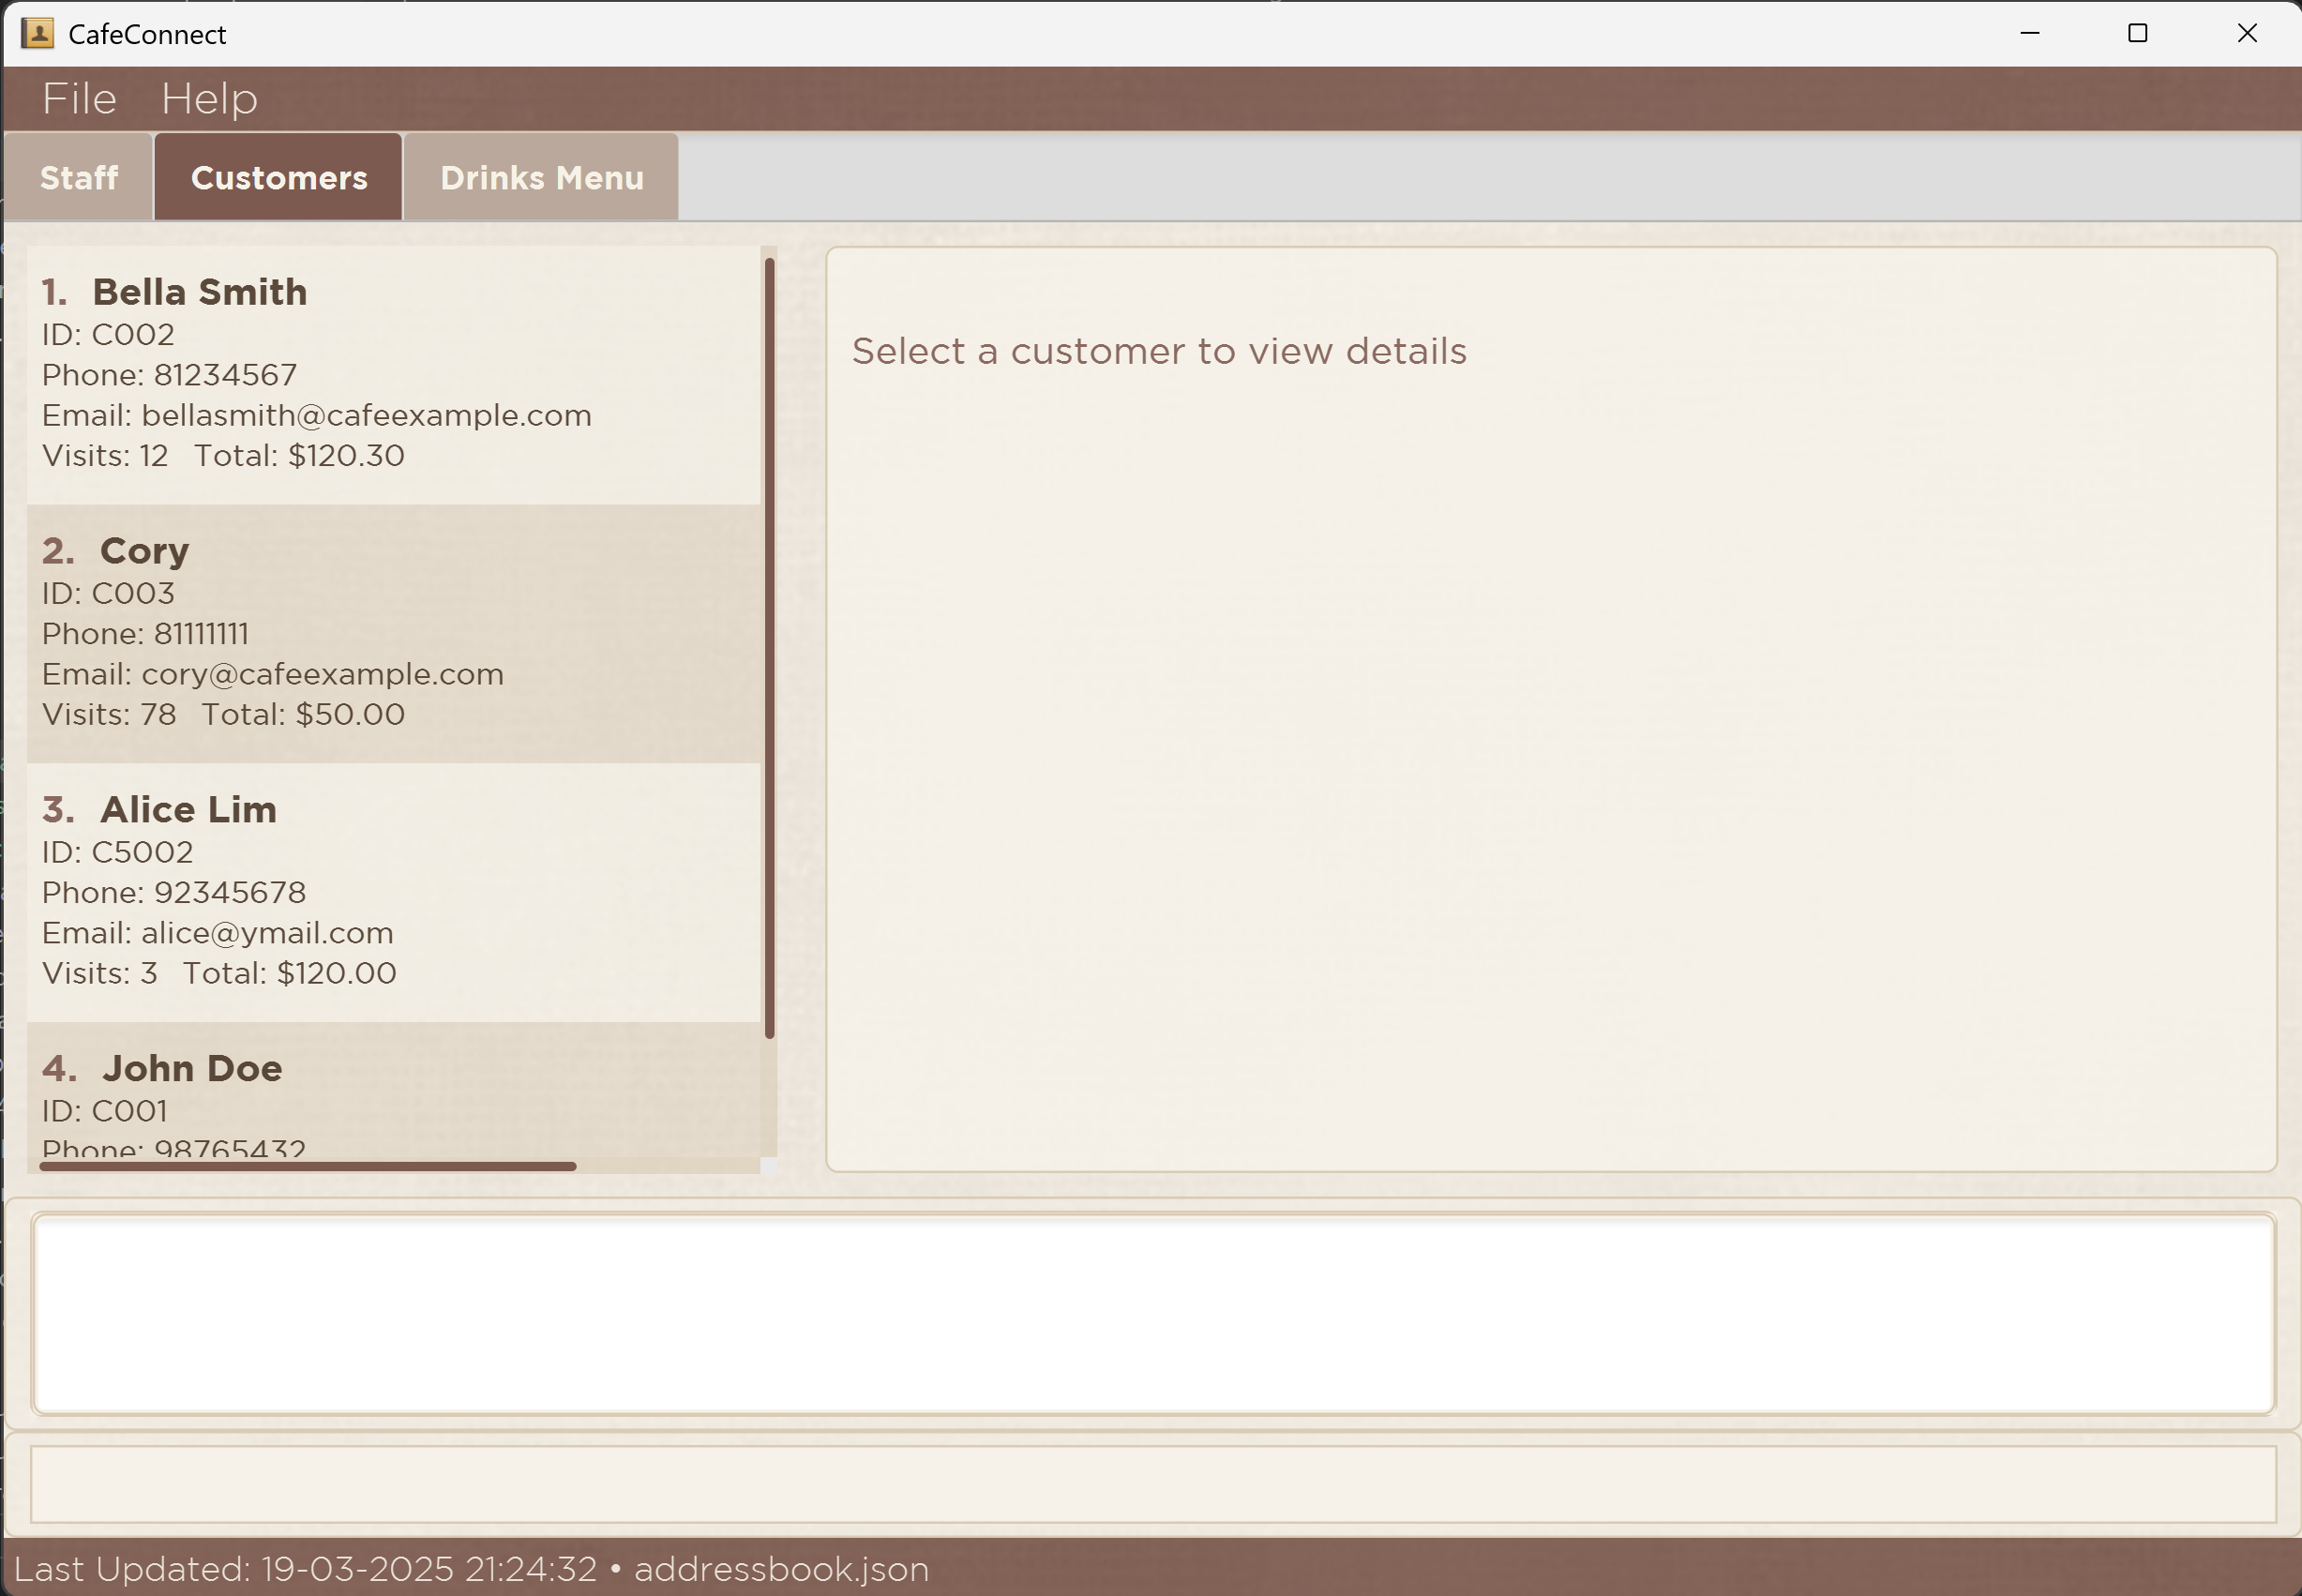 CafeConnect
File Help
Staff Customers Drinks Menu
1. Bella Smith
ID: C002
Phone: 81234567
Email: bellasmith@cafeexample.com
Visits: 12 Total: $120.30
2. Cory
ID: C003
Phone: 81111111
Email: cory@cafeexample.com
Visits: 78 Total: $50.00
3. Alice Lim
ID: C5002
Phone: 92345678
Email: alice@ymail.com
Visits: 3 Total: $120.00
4. John Doe
ID: C001
Phone: 98765432
Select a customer to view details
Last Updated: 19-03-2025 21:24:32 • addressbook.json